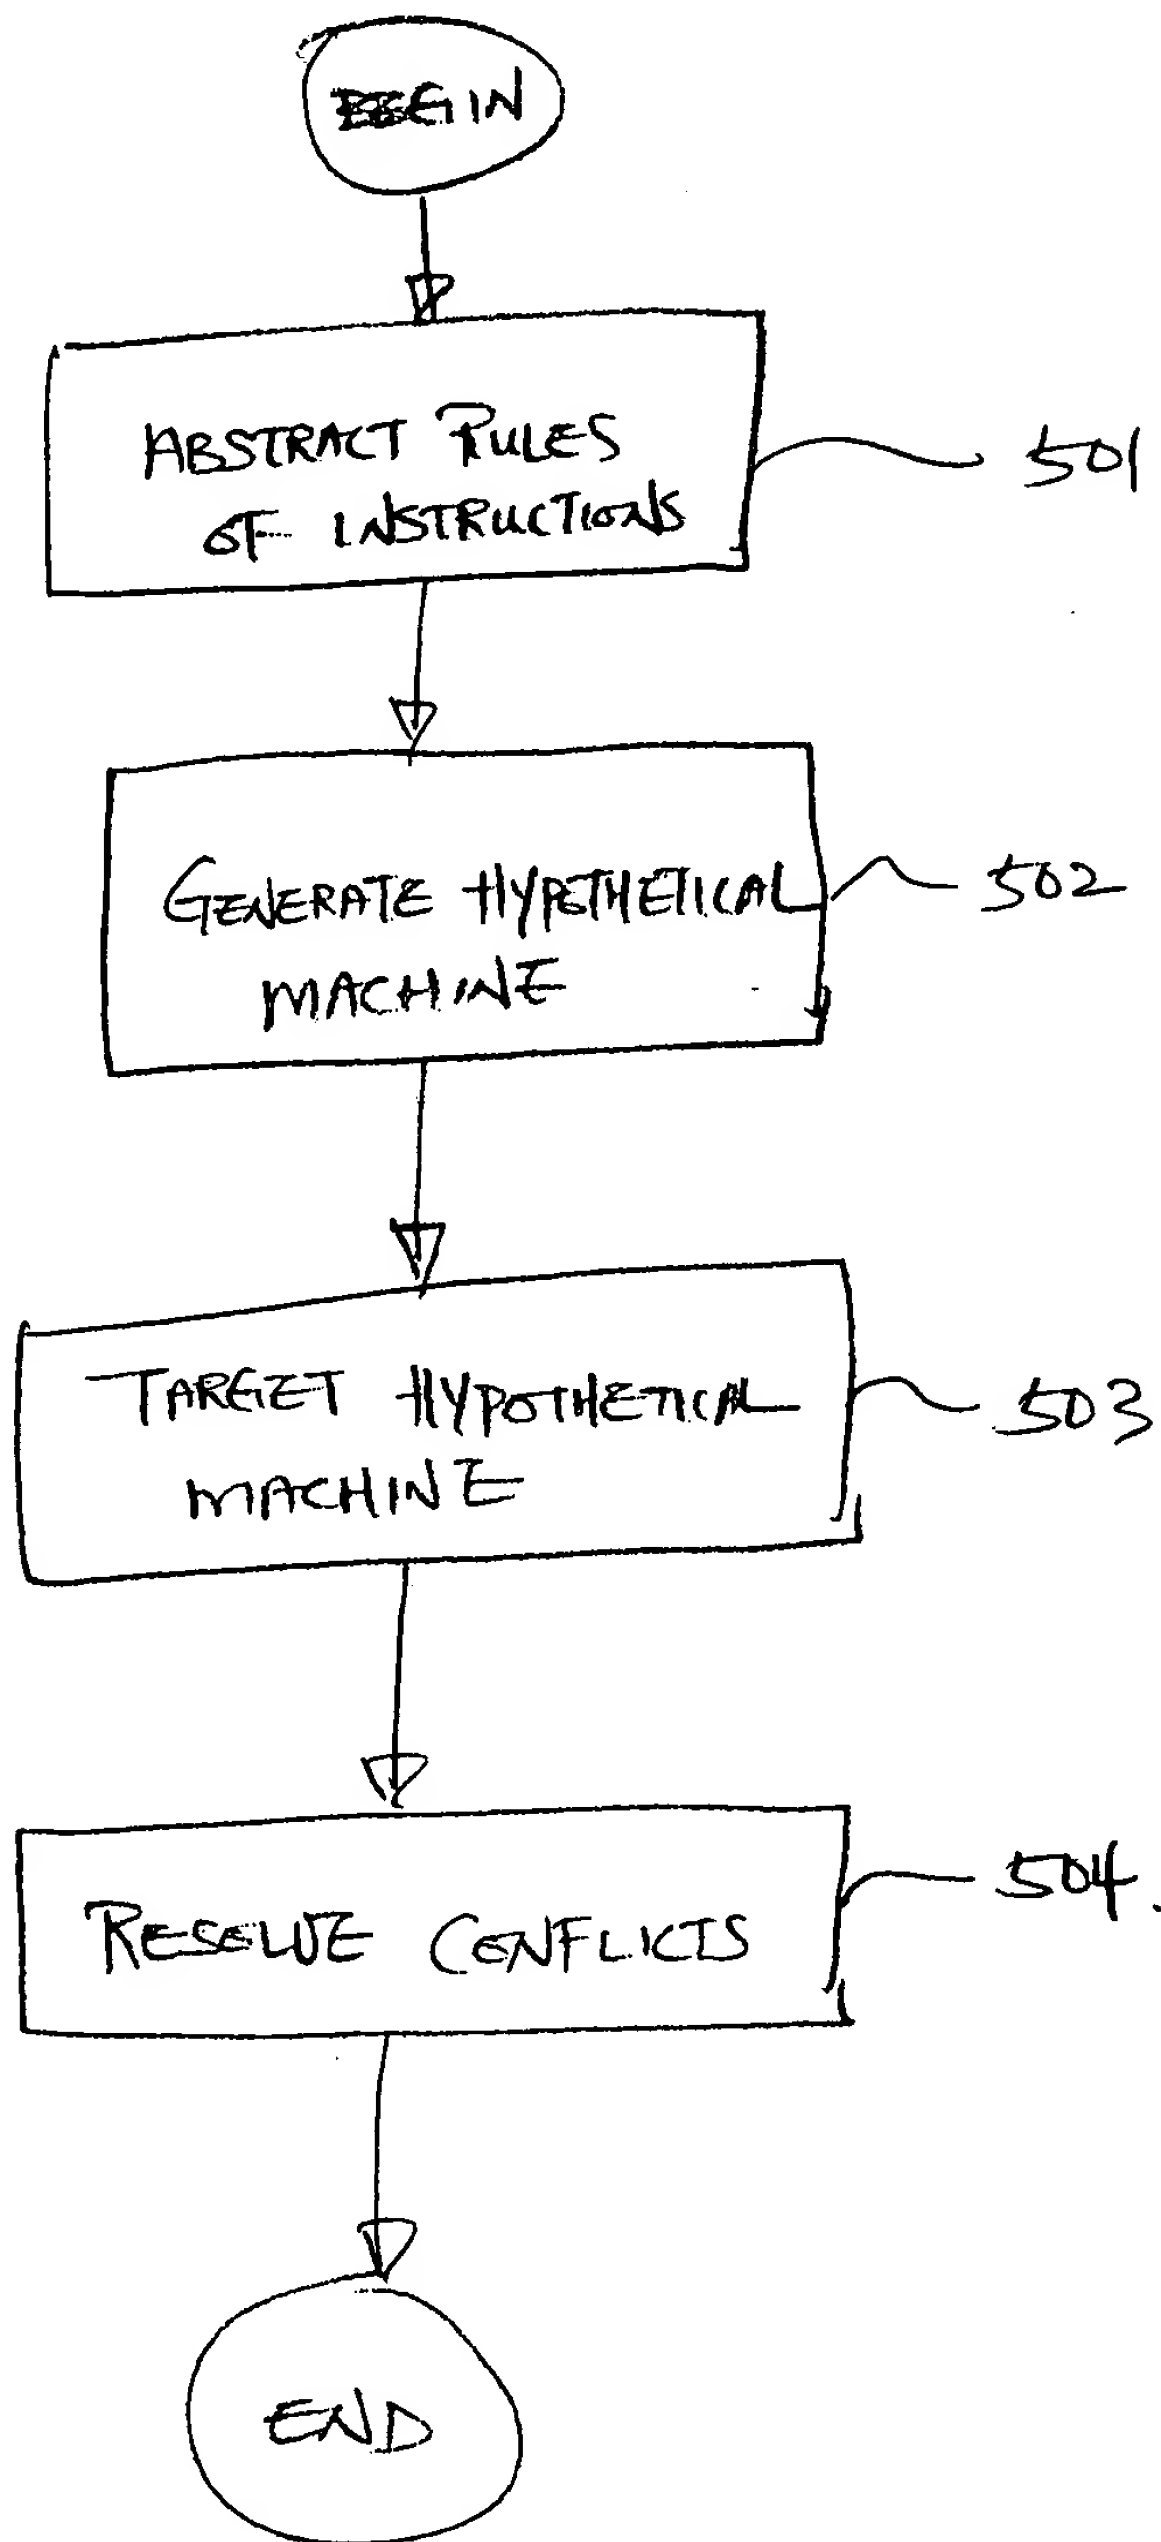 BEGIN
ABSTRACT RULES
OF INSTRUCTIONS
501
GENERATE HYPOTHETICAL
MACHINE
502
TARGET HYPOTHETICAL
MACHINE
503
RESOLVE CONFLICTS
504.
END